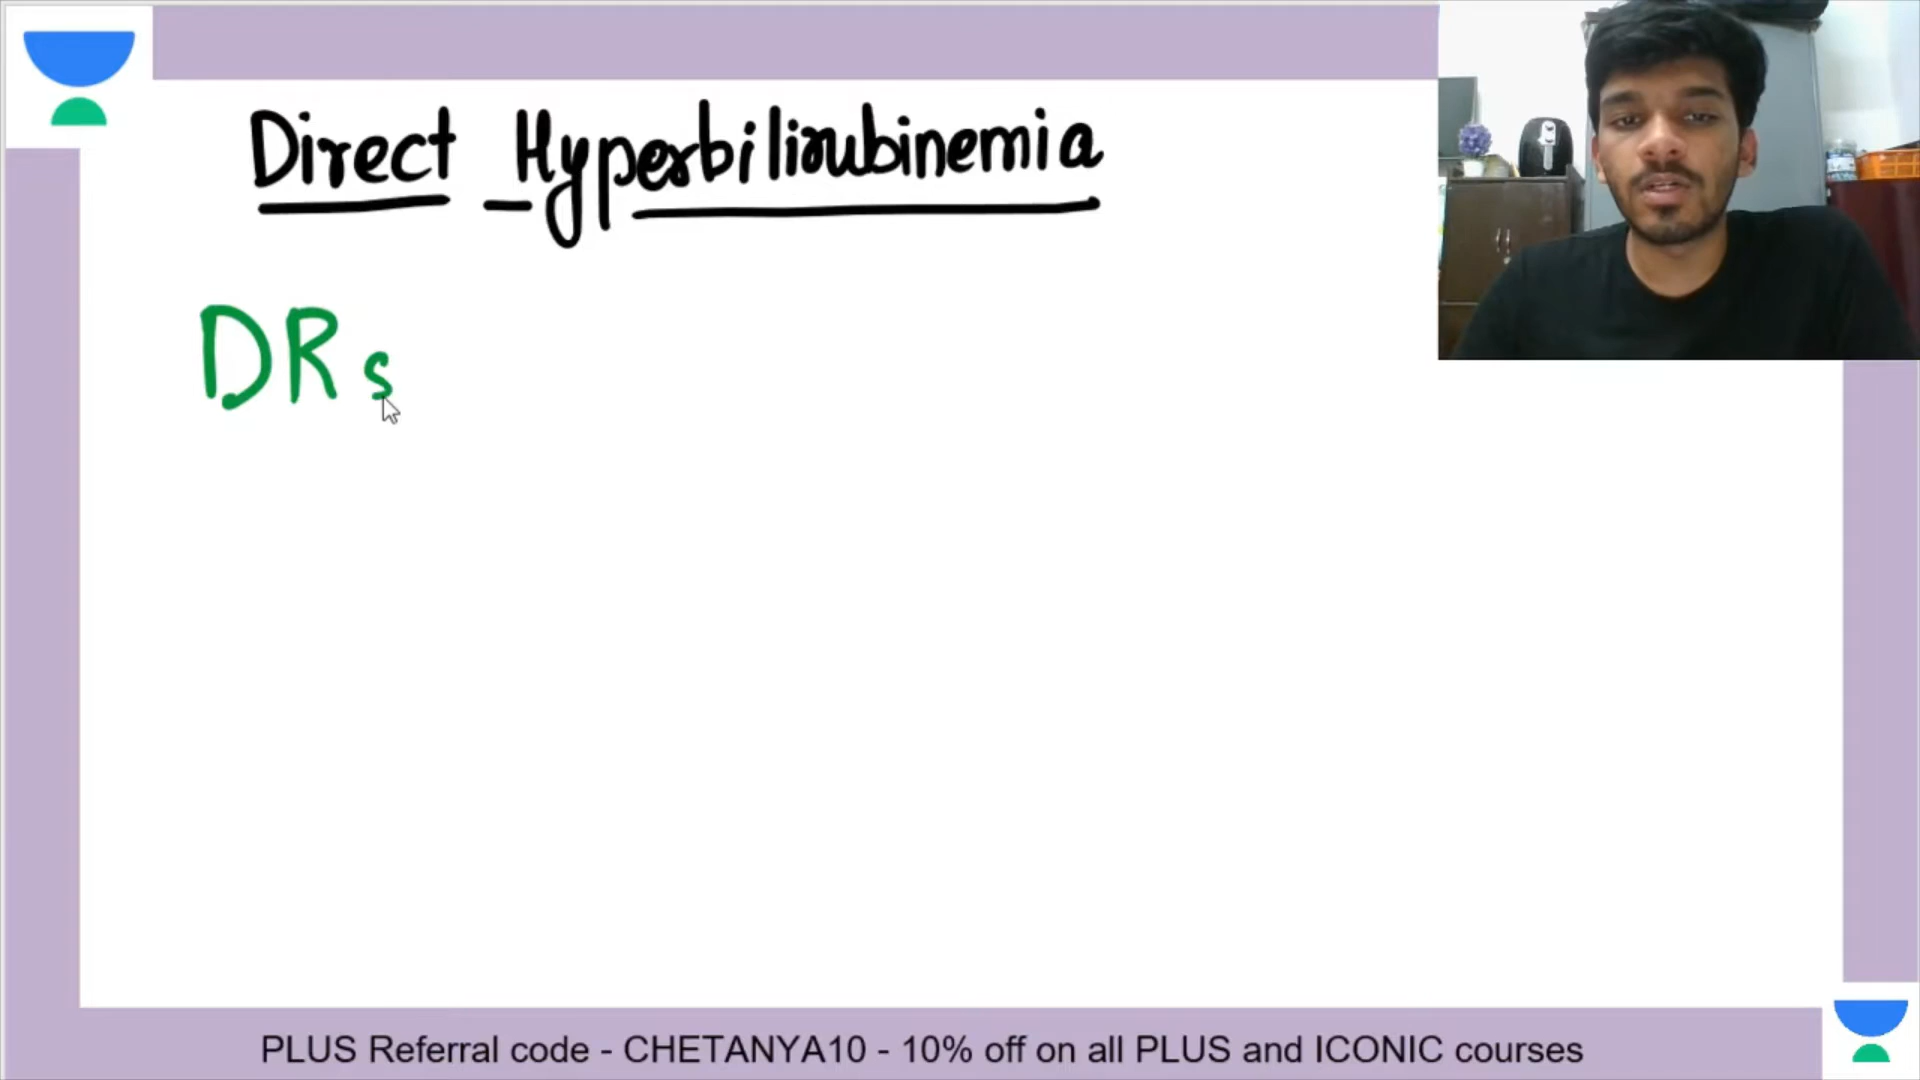 Direct Hyperbilirubinemia
DRs
PLUS Referral code - CHETANYA10 - 10% off on all PLUS and ICONIC courses